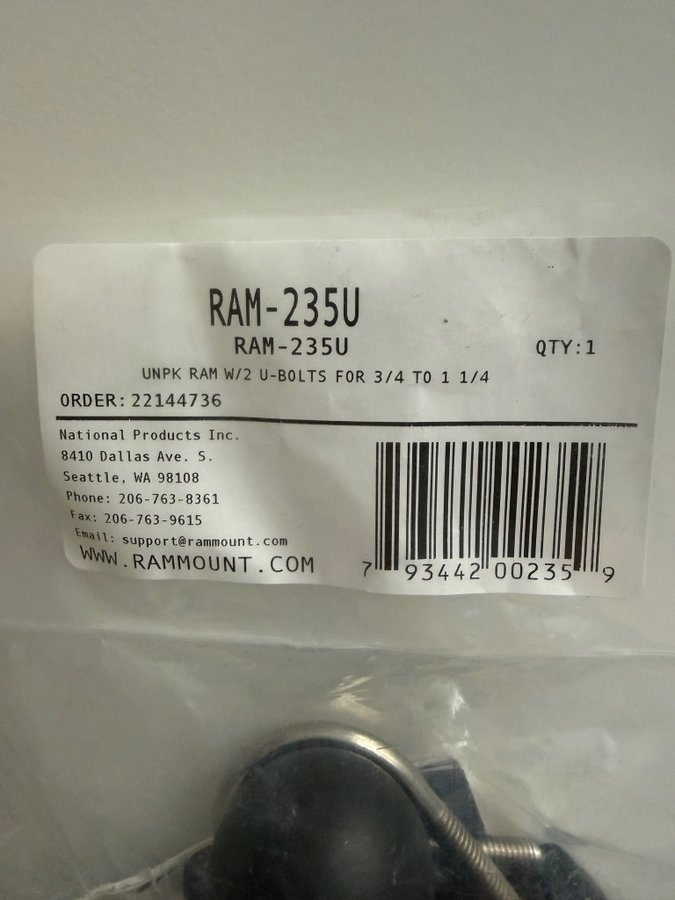 RAM-235U
RAM-235U QTY:1
UNPK RAM W/2 U-BOLTS FOR 3/4 TO 1 1/4
ORDER: 22144736
National Products Inc.
8410 Dallas Ave. S.
Seattle, WA 98108
Phone: 206-763-8361
Fax: 206-763-9615
Email: support@rammount.com
WWW.RAMMOUNT.COM
7 93442 00235 9